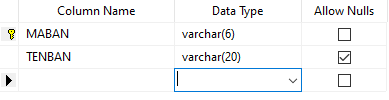 Column Name Data Type Allow Nulls
MABAN varchar(6)
TENBAN varchar(20)